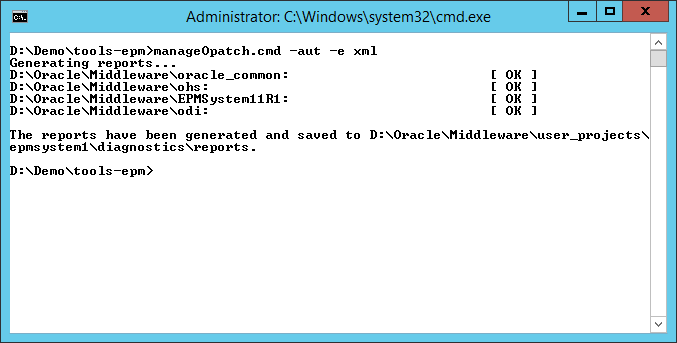 Administrator: C:\Windows\system32\cmd.exe
D:\Demo\tools-epm>manageOpatch.cmd -aut -e xml
Generating reports...
D:\Oracle\Middleware\oracle_common: [ OK ]
D:\Oracle\Middleware\ohs: [ OK ]
D:\Oracle\Middleware\EPMSystem11R1: [ OK ]
D:\Oracle\Middleware\odi: [ OK ]
The reports have been generated and saved to D:\Oracle\Middleware\user_projects\
epmsystem1\diagnostics\reports.
D:\Demo\tools-epm>